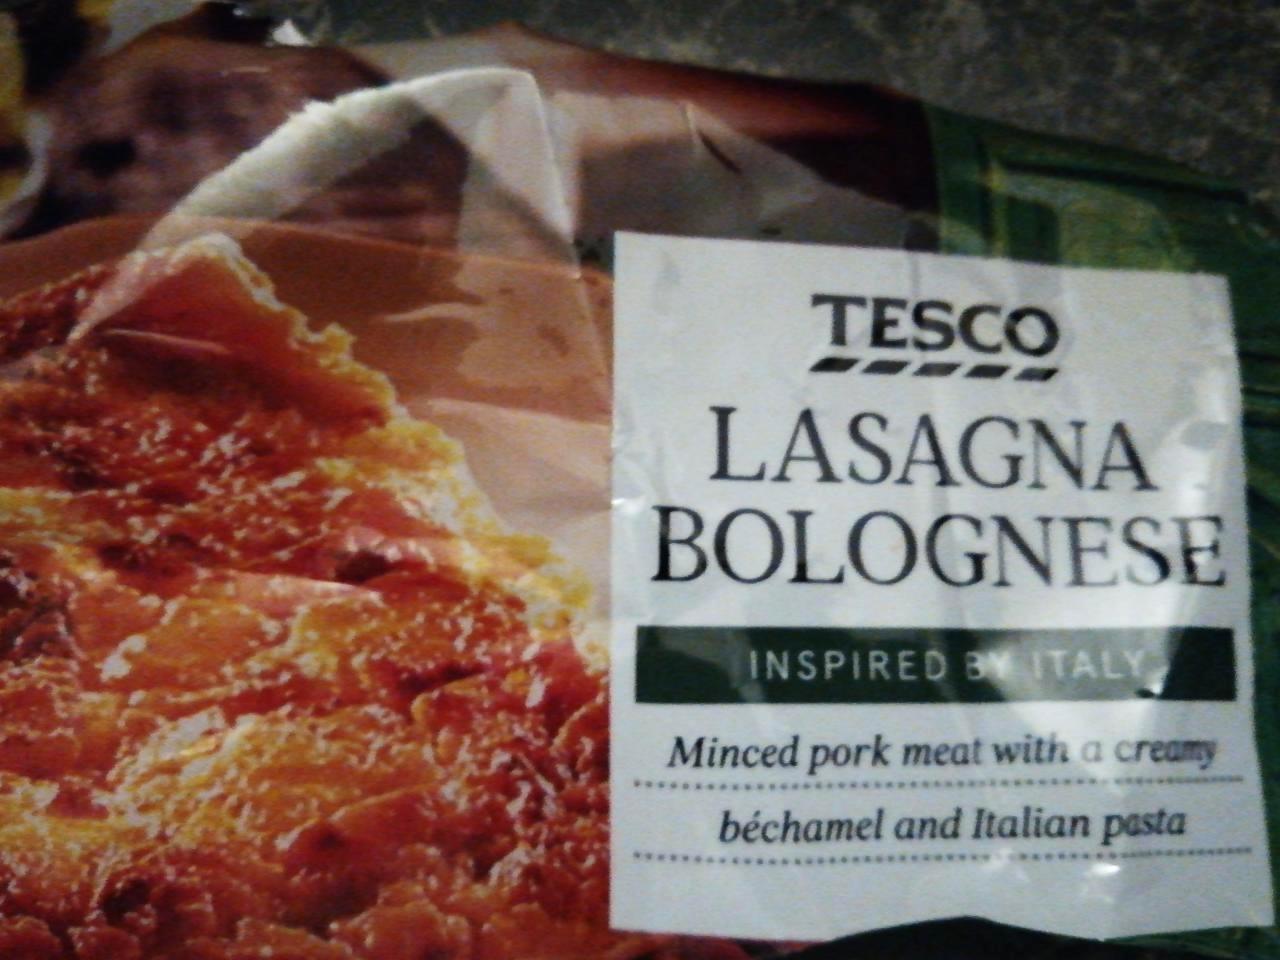 TESCO
LASAGNA
BOLOGNESE
INSPIRED BY ITALY
Minced pork meat with a creamy
béchamel and Italian pasta